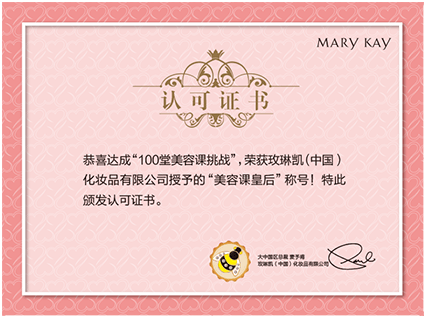 MARY KAY
认可证书
恭喜达成“100堂美容课挑战”，荣获玫琳凯（中国）
化妆品有限公司授予的“美容课皇后”称号！特此
颁发认可证书。
大中国区总裁 麦予甫
玫琳凯（中国）化妆品有限公司